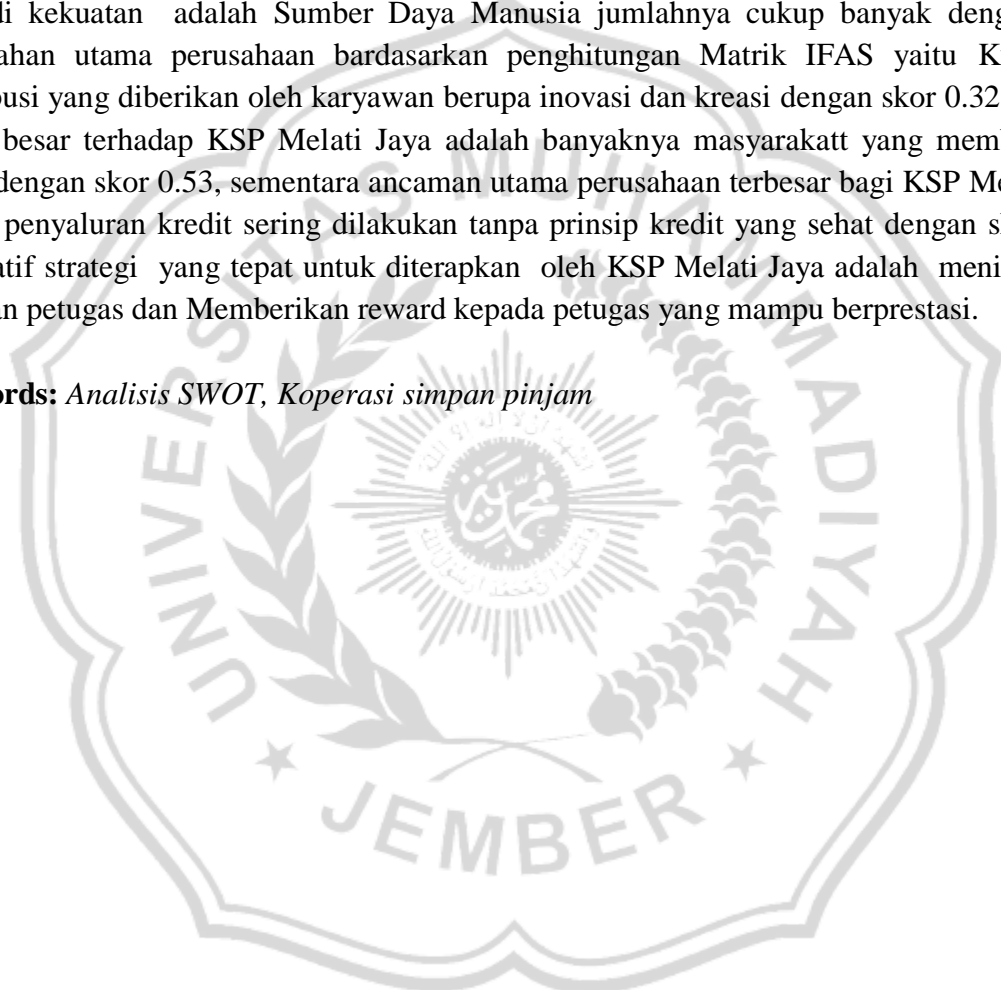 di kekuatan adalah Sumber Daya Manusia jumlahnya cukup banyak deng
ahan utama perusahaan bardasarkan penghitungan Matrik IFAS yaitu K
busi yang diberikan oleh karyawan berupa inovasi dan kreasi dengan skor 0.32
besar terhadap KSP Melati Jaya adalah banyaknya masyarakatt yang mem
dengan skor 0.53, sementara ancaman utama perusahaan terbesar bagi KSP Me
penyaluran kredit sering dilakukan tanpa prinsip kredit yang sehat dengan s
atif strategi yang tepat untuk diterapkan oleh KSP Melati Jaya adalah meni
an petugas dan Memberikan reward kepada petugas yang mampu berprestasi.
ords: Analisis SWOT, Koperasi simpan pinjam
UNIVERSITAS MUHAMMADIYAH
JEMBER